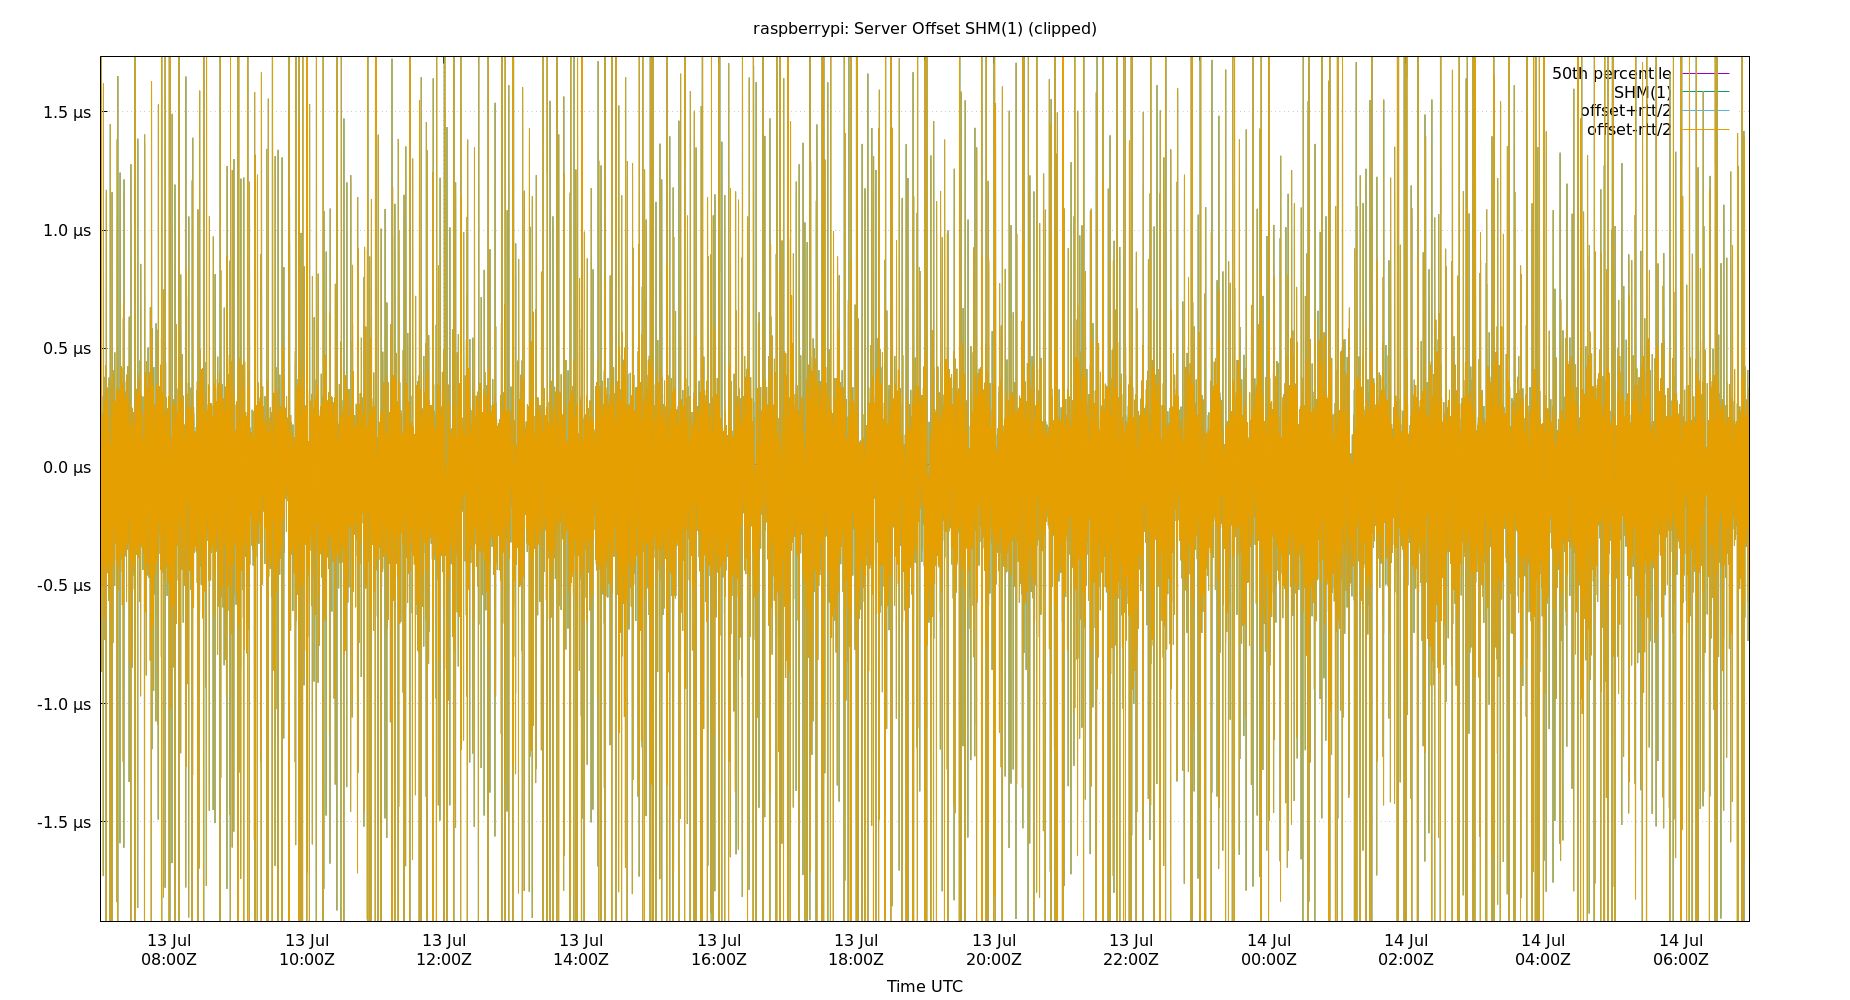 raspberrypi: Server Offset SHM(1) (clipped)
50th percentile
SHM(1)
offset+rtt/2
offset-rtt/2
1.5 µs
1.0 µs
0.5 µs
0.0 µs
-0.5 µs
-1.0 µs
-1.5 µs
13 Jul 13 Jul 13 Jul 13 Jul 13 Jul 13 Jul 13 Jul 13 Jul 14 Jul 14 Jul 14 Jul 14 Jul
08:00Z 10:00Z 12:00Z 14:00Z 16:00Z 18:00Z 20:00Z 22:00Z 00:00Z 02:00Z 04:00Z 06:00Z
Time UTC